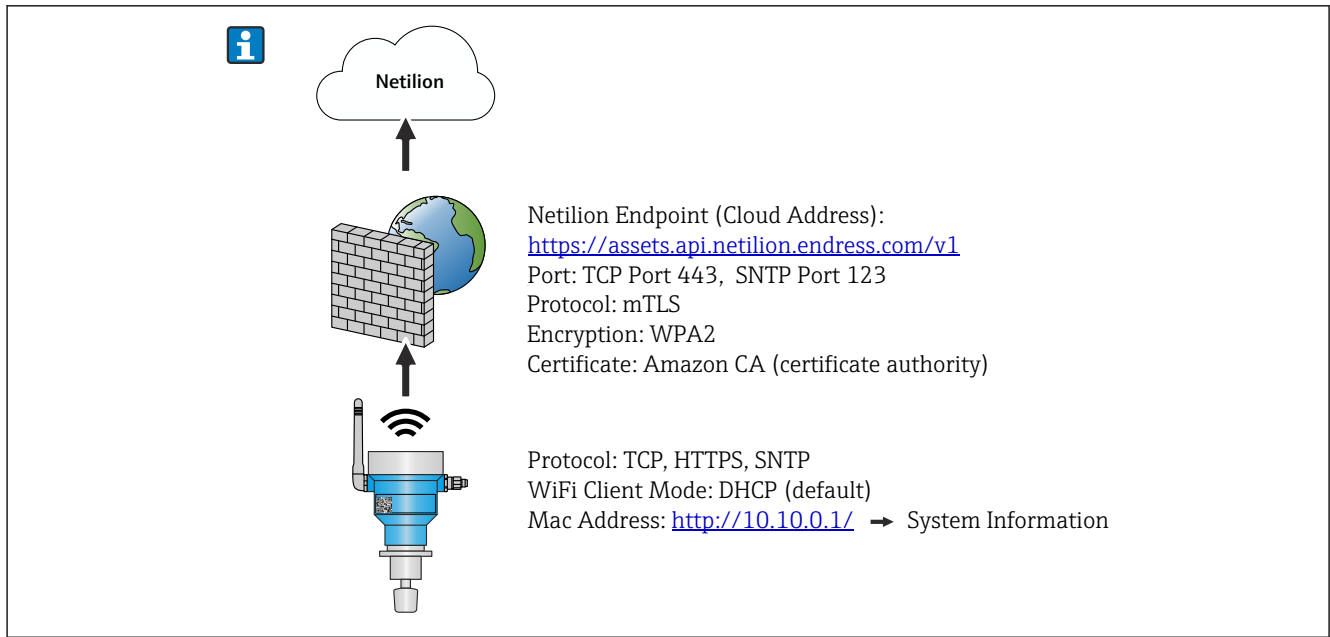 i
Netilion
Netilion Endpoint (Cloud Address):
https://assets.api.netilion.endress.com/v1
Port: TCP Port 443, SNTP Port 123
Protocol: mTLS
Encryption: WPA2
Certificate: Amazon CA (certificate authority)
Protocol: TCP, HTTPS, SNTP
WiFi Client Mode: DHCP (default)
Mac Address: http://10.10.0.1/ → System Information